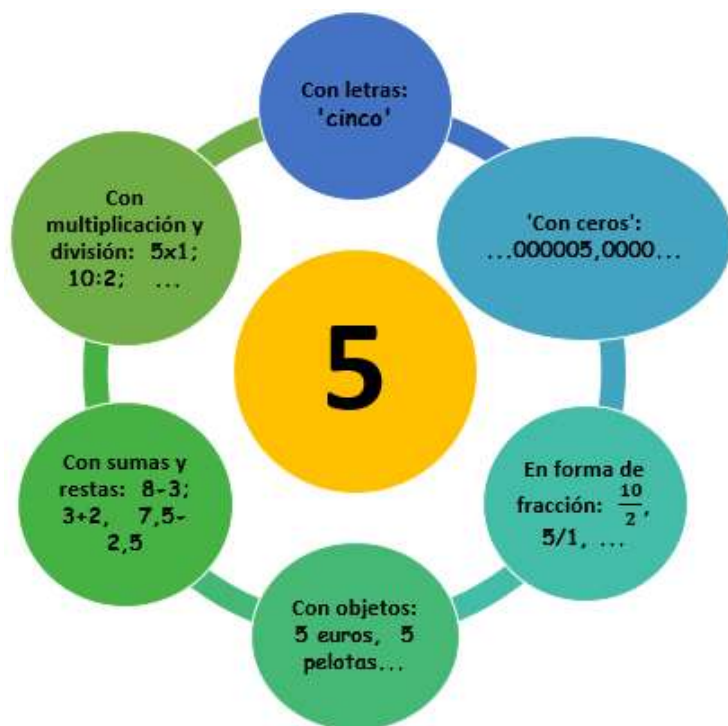 Con letras:
'cinco'
'Con ceros':
...000005,0000...
En forma de
fracción: 10/2,
5/1, ...
Con objetos:
5 euros, 5
pelotas...
Con sumas y
restas: 8-3;
3+2, 7,5-
2,5
Con
multiplicación y
división: 5x1;
10:2; ...
5